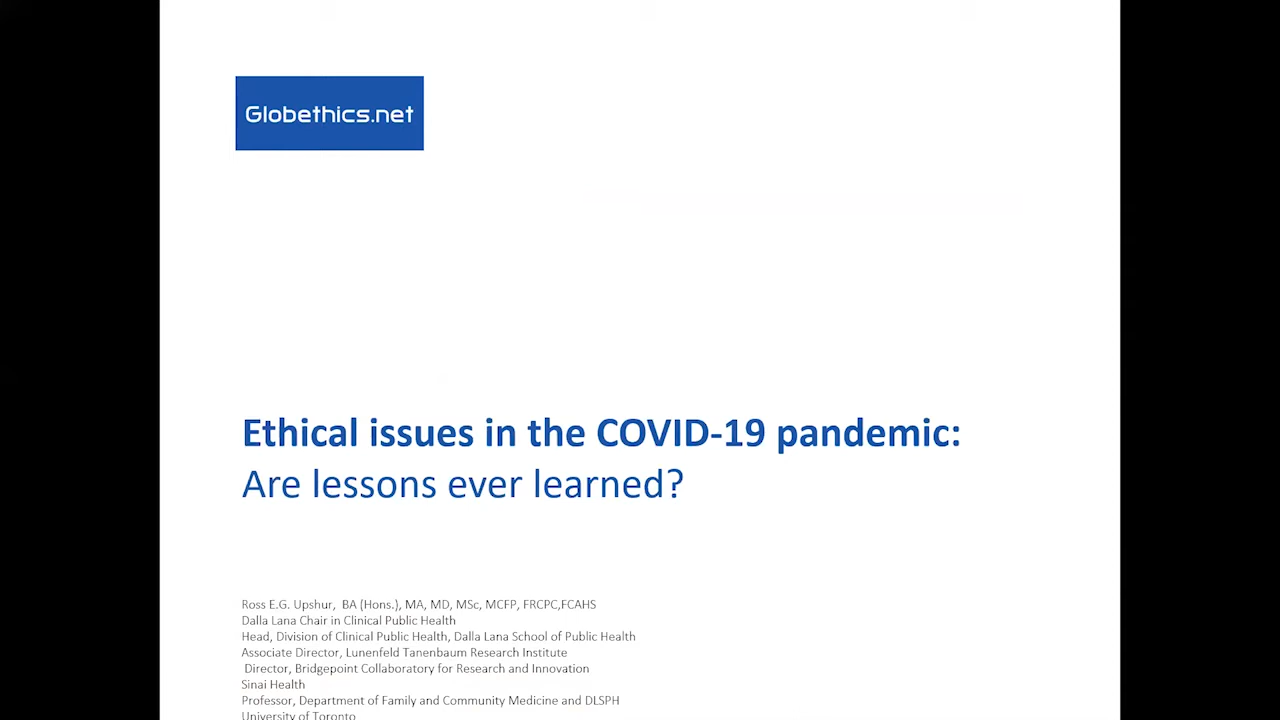 Globethics.net
Ethical issues in the COVID-19 pandemic:
Are lessons ever learned?
Ross E.G. Upshur, BA (Hons.), MA, MD, MSc, MCFP, FRCPC,FCAHS
Dalla Lana Chair in Clinical Public Health
Head, Division of Clinical Public Health, Dalla Lana School of Public Health
Associate Director, Lunenfeld Tanenbaum Research Institute
Director, Bridgepoint Collaboratory for Research and Innovation
Sinai Health
Professor, Department of Family and Community Medicine and DLSPH
University of Toronto